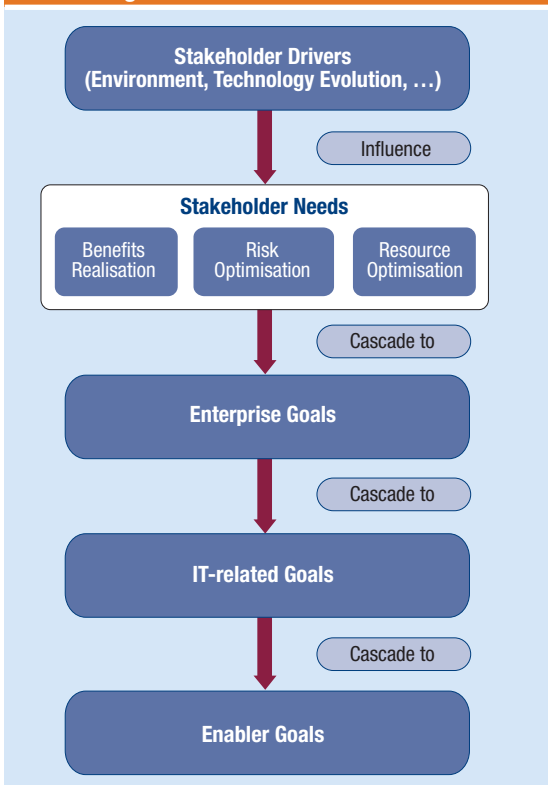 Stakeholder Drivers
(Environment, Technology Evolution, …)
Influence
Stakeholder Needs
Benefits
Realisation
Risk
Optimisation
Resource
Optimisation
Cascade to
Enterprise Goals
Cascade to
IT-related Goals
Cascade to
Enabler Goals